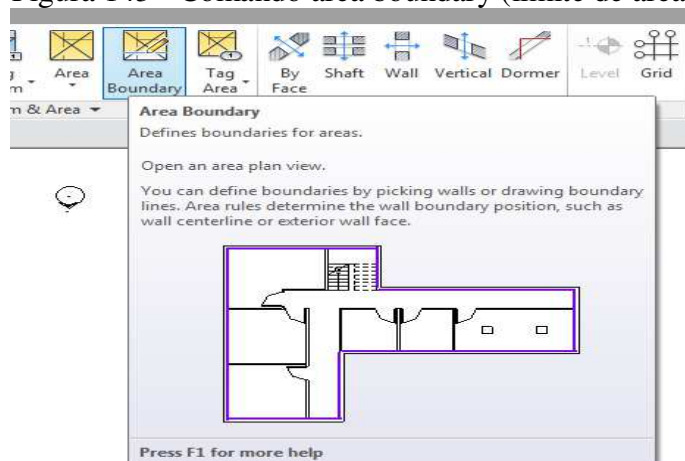 Figura 145 – Comando area boundary (limite de área
Area
Area
Boundary
Tag
Area
By
Face
Shaft
Wall
Vertical
Dormer
Level
Grid
& Area
Area Boundary
Defines boundaries for areas.
Open an area plan view.
You can define boundaries by picking walls or drawing boundary
lines. Area rules determine the wall boundary position, such as
wall centerline or exterior wall face.
Press F1 for more help